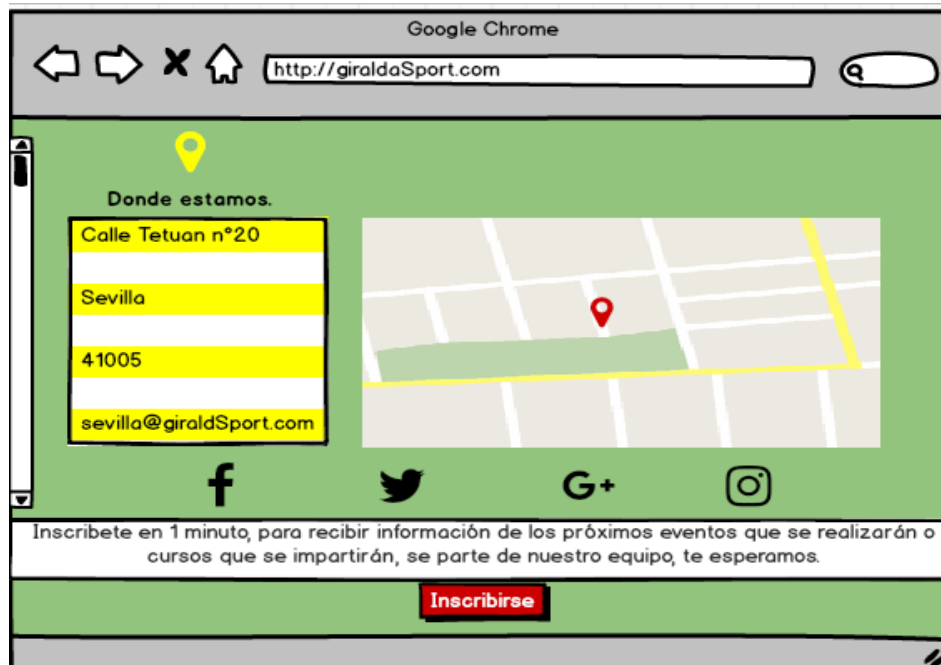 Google Chrome
http://giraldaSport.com
Donde estamos.
Calle Tetuan n°20
Sevilla
41005
sevilla@giraldSport.com
G+
Inscribete en 1 minuto, para recibir información de los próximos eventos que se realizarán o
cursos que se impartirán, se parte de nuestro equipo, te esperamos.
Inscribirse